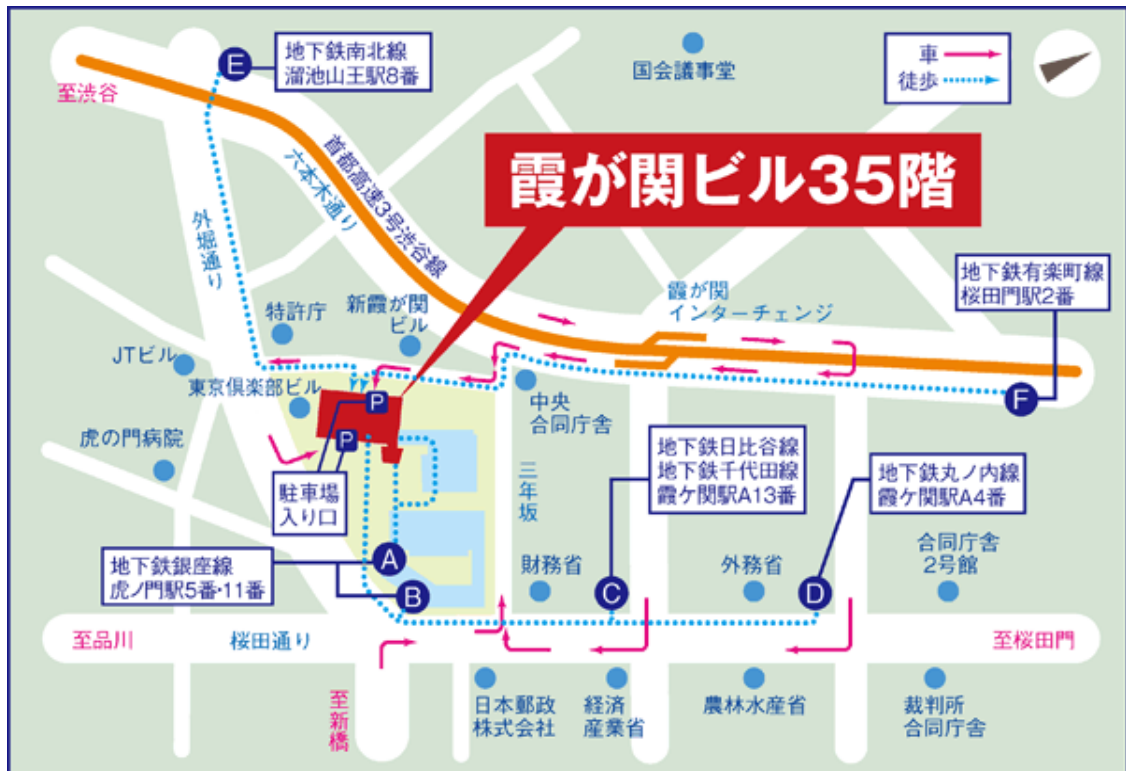 E
地下鉄南北線
溜池山王駅8番
国会議事堂
車
徒歩
至渋谷
首都高速3号渋谷線
六本木通り
霞が関ビル35階
外堀通り
地下鉄有楽町線
桜田門駅2番
霞が関
インターチェンジ
特許庁
新霞が関
ビル
JTビル
東京倶楽部ビル
P
P
F
中央
合同庁舎
虎の門病院
駐車場
入り口
三年坂
地下鉄日比谷線
地下鉄千代田線
霞ケ関駅A13番
地下鉄丸ノ内線
霞ケ関駅A4番
地下鉄銀座線
虎ノ門駅5番・11番
A
B
財務省
C
外務省
D
合同庁舎
2号館
至品川
桜田通り
至桜田門
至新橋
日本郵政
株式会社
経済
産業省
農林水産省
裁判所
合同庁舎